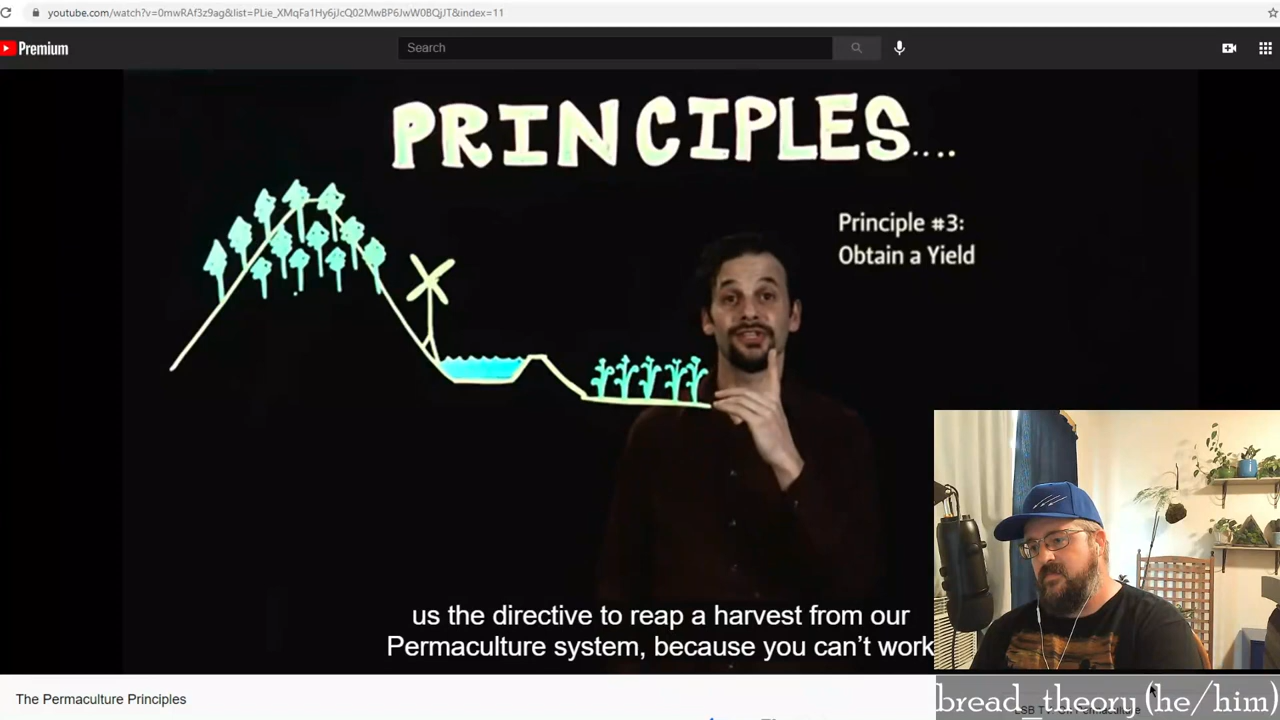 youtube.com/watch?v=0mwRAf3z9ag&list=PLie_XMqFa1Hy6jJcQ02MwBP6JwW0BQjJT&index=11
Premium
Search
PRINCIPLES....
Principle #3:
Obtain a Yield
us the directive to reap a harvest from our
Permaculture system, because you can't work
The Permaculture Principles
bread_theory (he/him)